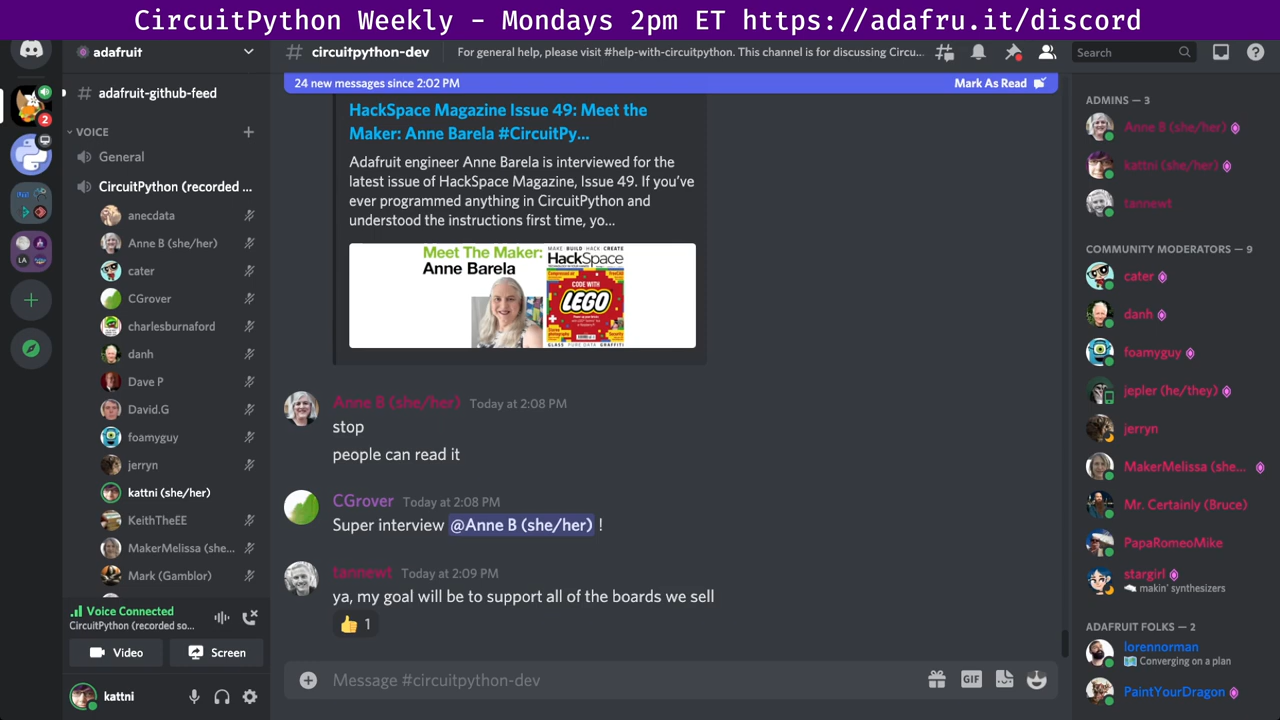 CircuitPython Weekly - Mondays 2pm ET https://adafru.it/discord
adafruit
adafruit-github-feed
VOICE
General
CircuitPython (recorded ...
anecdata
Anne B (she/her)
cater
CGrover
charlesburnaford
danh
Dave P
David.G
foamyguy
jerryn
kattni (she/her)
KeithTheEE
MakerMelissa (she...
Mark (Gamblor)
Voice Connected
CircuitPython (recorded so...
Video
Screen
kattni
2
LA
# circuitpython-dev
For general help, please visit #help-with-circuitpython. This channel is for discussing Circu...
Search
24 new messages since 2:02 PM
Mark As Read
HackSpace Magazine Issue 49: Meet the
Maker: Anne Barela #CircuitPy...
Adafruit engineer Anne Barela is interviewed for the
latest issue of HackSpace Magazine, Issue 49. If you've
ever programmed anything in CircuitPython and
understood the instructions first time, yo...
Meet The Maker:
Anne Barela
MAKE BUILD HACK CREATE
HackSpace
CODE WITH
LEGO
Anne B (she/her) Today at 2:08 PM
stop
people can read it
CGrover Today at 2:08 PM
Super interview @Anne B (she/her) !
tannewt Today at 2:09 PM
ya, my goal will be to support all of the boards we sell
1
Message #circuitpython-dev
GIF
ADMINS — 3
Anne B (she/her)
kattni (she/her)
tannewt
COMMUNITY MODERATORS — 9
cater
danh
foamyguy
jepler (he/they)
jerryn
MakerMelissa (she...
Mr. Certainly (Bruce)
PapaRomeoMike
stargirl
makin' synthesizers
ADAFRUIT FOLKS — 2
lorennorman
Converging on a plan
PaintYourDragon